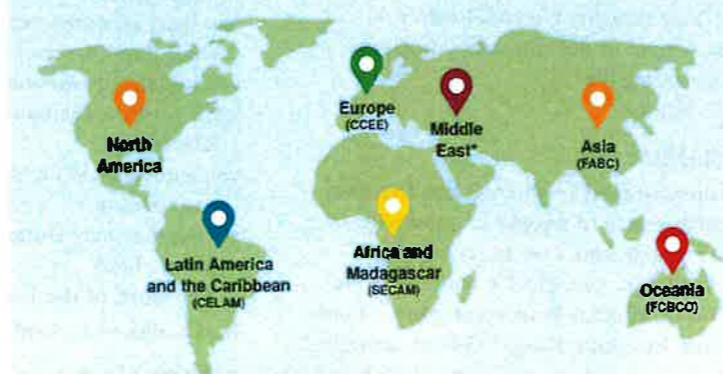 North
America
Europe
(CCEE)
Middle
East*
Asia
(FABC)
Latin America
and the Caribbean
(CELAM)
Africa and
Madagascar
(SECAM)
Oceania
(FCBCO)